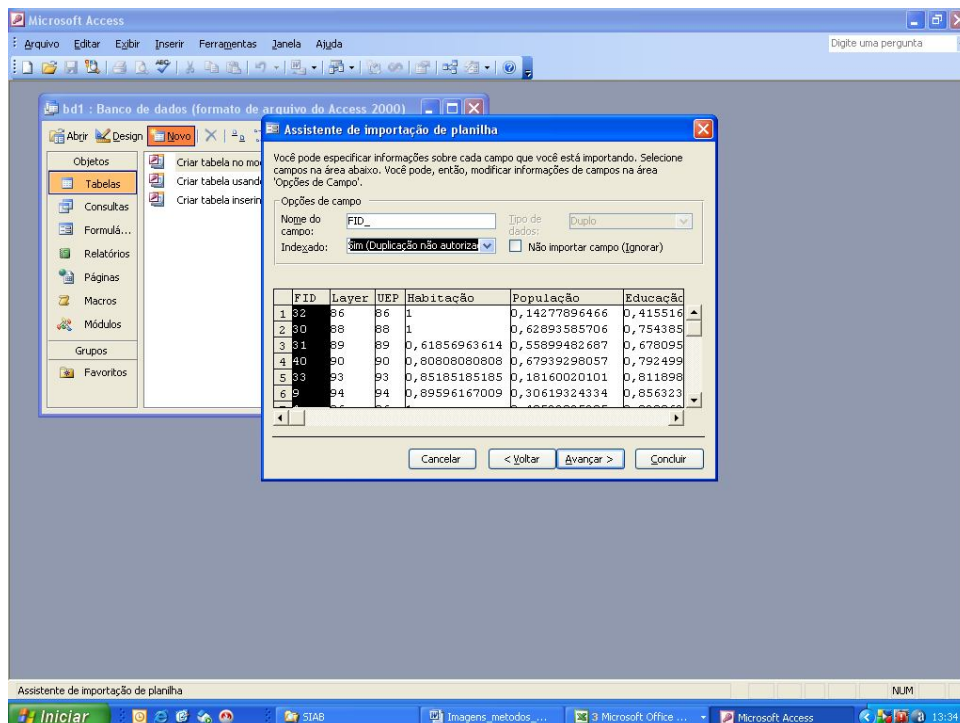 Microsoft Access
Arquivo Editar Exibir Inserir Ferramentas Janela Ajuda
Digite uma pergunta
bd1 : Banco de dados (formato de arquivo do Access 2000)
Abrir Design Novo
Objetos
Tabelas
Consultas
Formulá...
Relatórios
Páginas
Macros
Módulos
Grupos
Favoritos
Criar tabela no mo
Criar tabela usand
Criar tabela inserin
Assistente de importação de planilha
Você pode especificar informações sobre cada campo que você está importando. Selecione
campos na área abaixo. Você pode, então, modificar informações de campos na área
'Opções de Campo'.
Opções de campo
Nome do campo: FID_
Tipo de dados: Duplo
Indexado: Sim (Duplicação não autoriza
Não importar campo (Ignorar)
FID Layer UEP Habitação População Educação
1 32 86 86 1 0,14277896466 0,415516
2 30 88 88 1 0,62893585706 0,754385
3 31 89 89 0,61856963614 0,55899482687 0,678095
4 40 90 90 0,80808080808 0,67939298057 0,792499
5 33 93 93 0,85185185185 0,18160020101 0,811898
6 9 94 94 0,89596167009 0,30619324334 0,856323
Cancelar < Voltar Avançar > Concluir
Assistente de importação de planilha
NUM
Iniciar
SIAB
Imagens_metodos_...
3 Microsoft Office ...
Microsoft Access
13:34